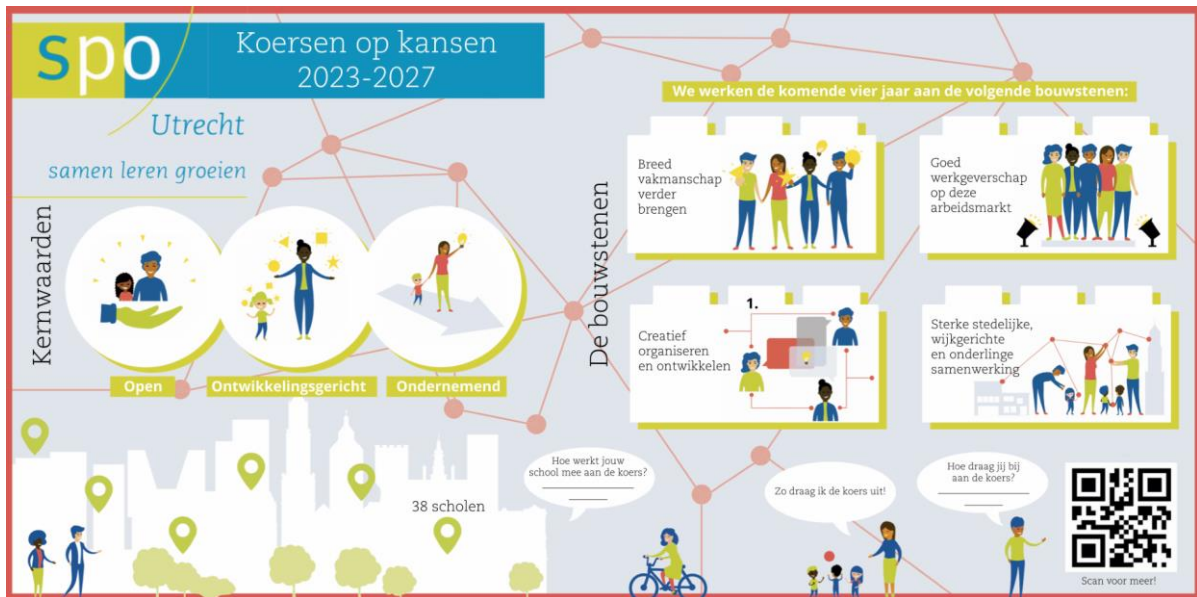 spo
Koersen op kansen
2023-2027
Utrecht
samen leren groeien
Kernwaarden
Open
Ontwikkelingsgericht
Ondernemend
38 scholen
De bouwstenen
We werken de komende vier jaar aan de volgende bouwstenen:
Breed
vakmanschap
verder
brengen
Goed
werkgeverschap
op deze
arbeidsmarkt
1.
Creatief
organiseren
en ontwikkelen
Sterke stedelijke,
wijkgerichte
en onderlinge
samenwerking
Hoe werkt jouw
school mee aan de koers?
Zo draag ik de koers uit!
Hoe draag jij bij
aan de koers?
Scan voor meer!